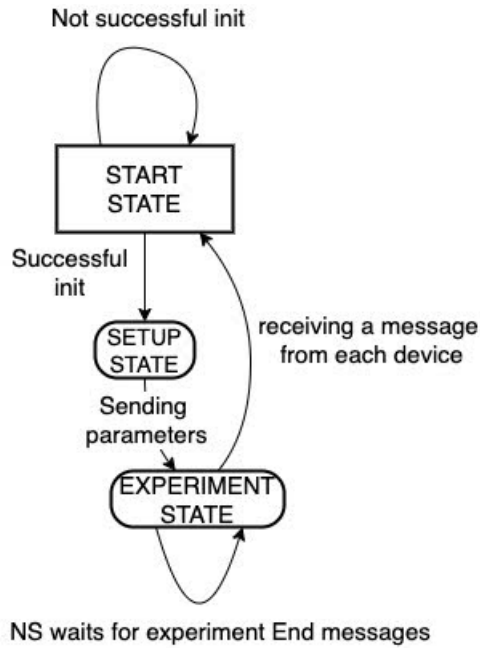 Not successful init
START
STATE
Successful
init
SETUP
STATE
receiving a message
from each device
Sending
parameters
EXPERIMENT
STATE
NS waits for experiment End messages